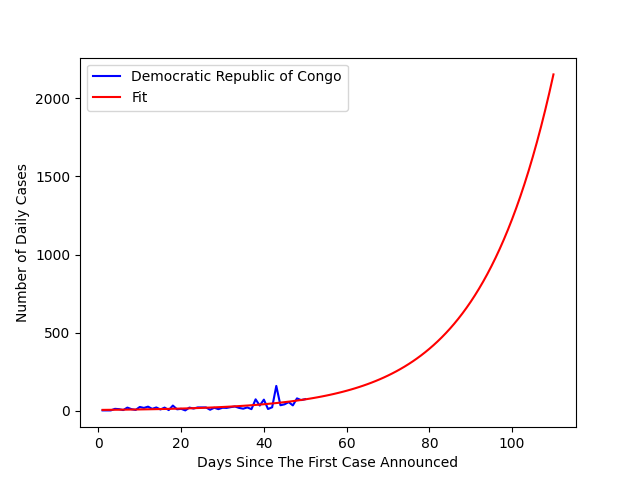 Democratic Republic of Congo
Fit
2000
1500
1000
500
0
Number of Daily Cases
0 20 40 60 80 100
Days Since The First Case Announced